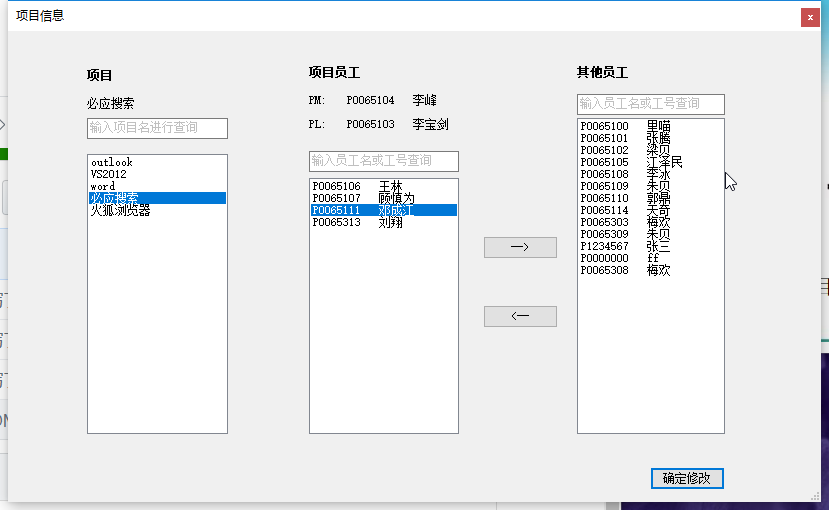 项目信息
x
项目
必应搜索
输入项目名进行查询
outlook
VS2012
word
必应搜索
火狐浏览器
项目员工
PM: P0065104 李峰
PL: P0065103 李宝剑
输入员工名或工号查询
P0065106 王林
P0065107 顾慎为
P0065111 邓成江
P0065313 刘翔
-->
<--
其他员工
输入员工名或工号查询
P0065100 里喵
P0065101 张腾
P0065102 梁贝
P0065105 江泽民
P0065108 李冰
P0065109 朱贝
P0065110 郭鼎
P0065114 天奇
P0065303 梅欢
P0065309 朱贝
P1234567 张三
P0000000 ff
P0065308 梅欢
确定修改